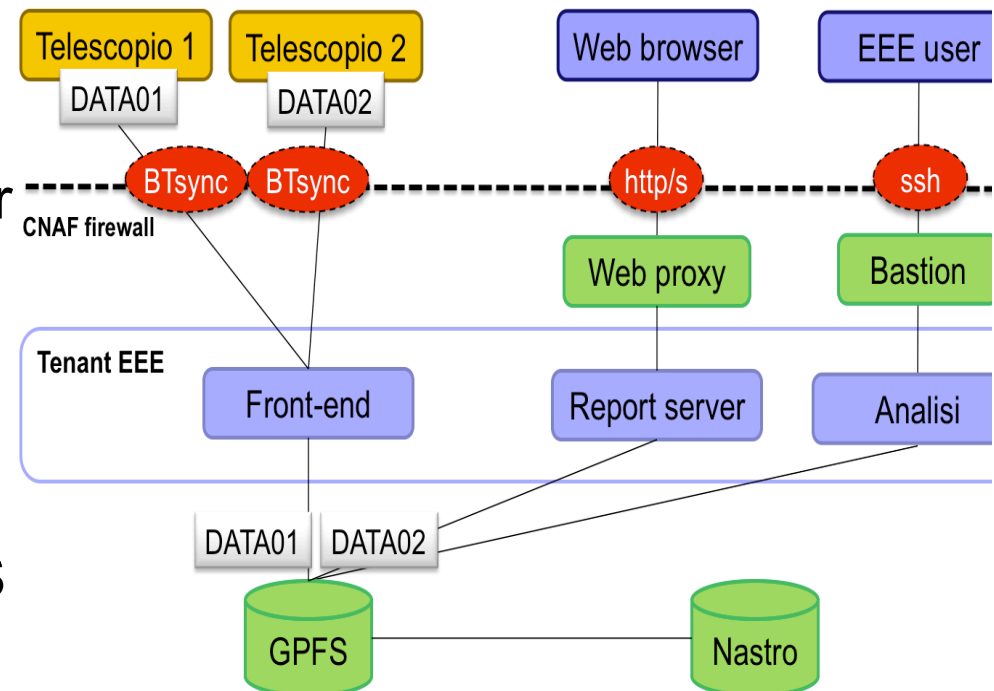 Telescopio 1
Telescopio 2
Web browser
EEE user
DATA01
DATA02
BTsync
BTsync
http/s
ssh
r
CNAF firewall
Web proxy
Bastion
Tenant EEE
Front-end
Report server
Analisi
DATA01
DATA02
s
GPFS
Nastro